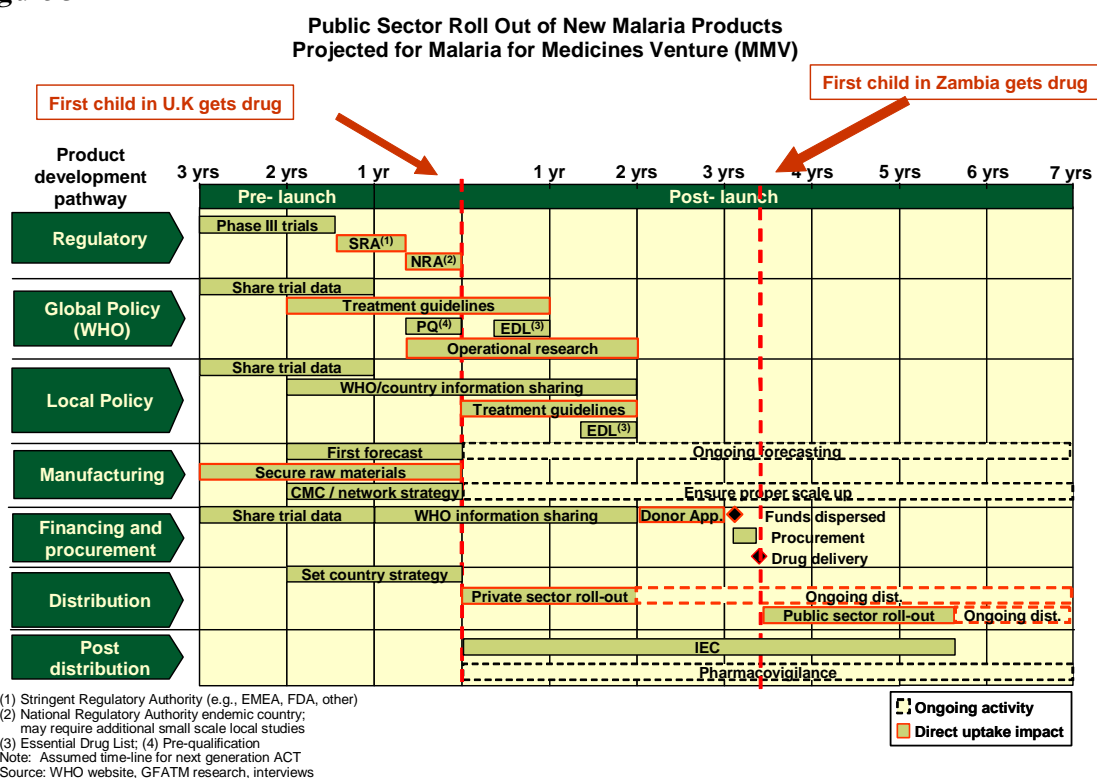 Public Sector Roll Out of New Malaria Products
Projected for Malaria for Medicines Venture (MMV)
First child in U.K gets drug
First child in Zambia gets drug
Product
development
pathway
3 yrs 2 yrs 1 yr 1 yr 2 yrs 3 yrs 4 yrs 5 yrs 6 yrs 7 yrs
Pre- launch Post- launch
Regulatory
Phase III trials
SRA(1)
NRA(2)
Global Policy
(WHO)
Share trial data
Treatment guidelines
PQ(4) EDL(3)
Operational research
Local Policy
Share trial data
WHO/country information sharing
Treatment guidelines
EDL(3)
Manufacturing
First forecast Ongoing forecasting
Secure raw materials
CMC / network strategy Ensure proper scale up
Financing and
procurement
Share trial data WHO information sharing Donor App. Funds dispersed
Procurement
Drug delivery
Distribution
Set country strategy
Private sector roll-out Ongoing dist.
Public sector roll-out Ongoing dist.
Post
distribution
IEC
Pharmacovigilance
(1) Stringent Regulatory Authority (e.g., EMEA, FDA, other)
(2) National Regulatory Authority endemic country;
may require additional small scale local studies
(3) Essential Drug List; (4) Pre-qualification
Note: Assumed time-line for next generation ACT
Source: WHO website, GFATM research, interviews
Ongoing activity
Direct uptake impact